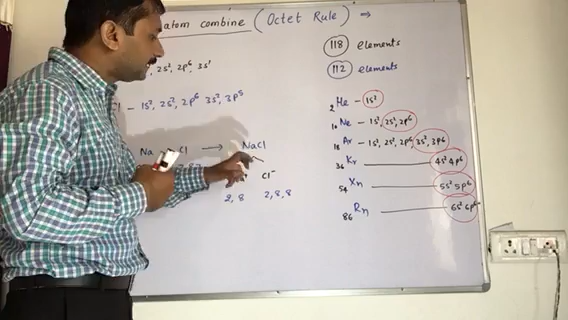 atom combine (Octet Rule) ⇒
118 elements
112 elements
, 2s², 2p⁶, 3s¹
Cl - 1s², 2s², 2p⁶ 3s², 3p⁵
Na Cl → NaCl
Cl⁻
2,8 2,8,8
₂He - 1s²
₁₀Ne - 1s², 2s², 2p⁶
₁₈Ar - 1s², 2s², 2p⁶, 3s², 3p⁶
₃₆Kr 4s² 4p⁶
₅₄Xn 5s² 5p⁶
₈₆Rn 6s² 6p⁶